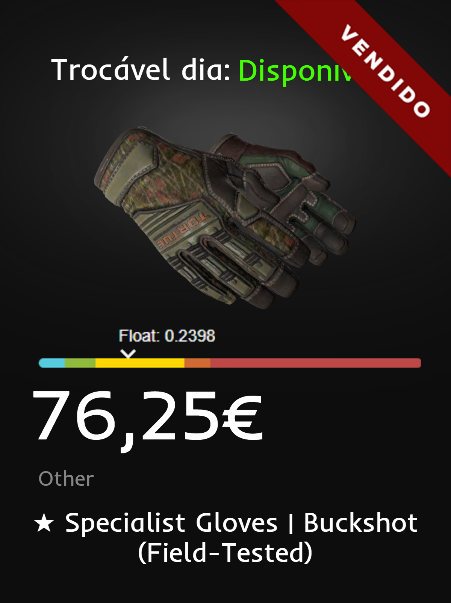 VENDIDO
Trocável dia:
Float: 0.2398
76,25€
Other
★ Specialist Gloves | Buckshot
(Field-Tested)